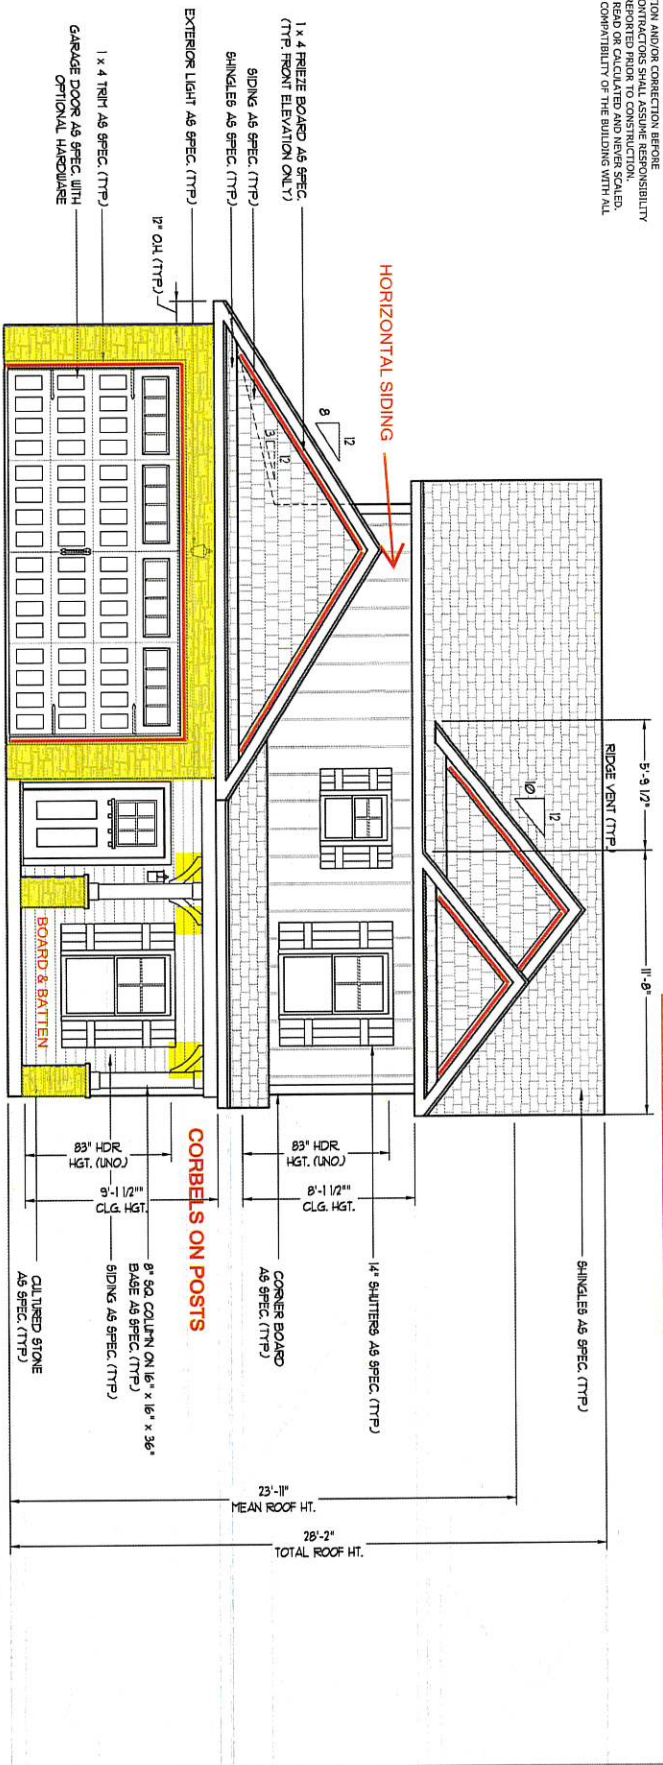 TION AND/OR CORRECTION BEFORE
ONTRACTORS SHALL ASSUME RESPONSIBILITY
REPORTED PRIOR TO CONSTRUCTION.
READ OR CALCULATED AND NEVER SCALED.
COMPATIBILITY OF THE BUILDING WITH ALL
1 x 4 FRIEZE BOARD AS SPEC.
(TYP. FRONT ELEVATION ONLY)
SIDING AS SPEC. (TYP.)
SHINGLES AS SPEC. (TYP.)
EXTERIOR LIGHT AS SPEC. (TYP.)
12" O.H. (TYP.)
1 x 4 TRIM AS SPEC. (TYP.)
GARAGE DOOR AS SPEC. WITH
OPTIONAL HARDWARE
HORIZONTAL SIDING
12
8
12
3
5'-9 1/2"
11'-8"
RIDGE VENT (TYP.)
12
10
BOARD & BATTEN
CORBELS ON POSTS
SHINGLES AS SPEC. (TYP.)
14" SHUTTERS AS SPEC. (TYP.)
83" HDR.
HGT. (UNO.)
8'-1 1/2""
CLG. HGT.
CORNER BOARD
AS SPEC. (TYP.)
83" HDR.
HGT. (UNO.)
9'-1 1/2""
CLG. HGT.
8" SQ. COLUMN ON 16" x 16" x 36"
BASE AS SPEC. (TYP.)
SIDING AS SPEC. (TYP.)
CULTURED STONE
AS SPEC. (TYP.)
23'-11"
MEAN ROOF HT.
28'-2"
TOTAL ROOF HT.